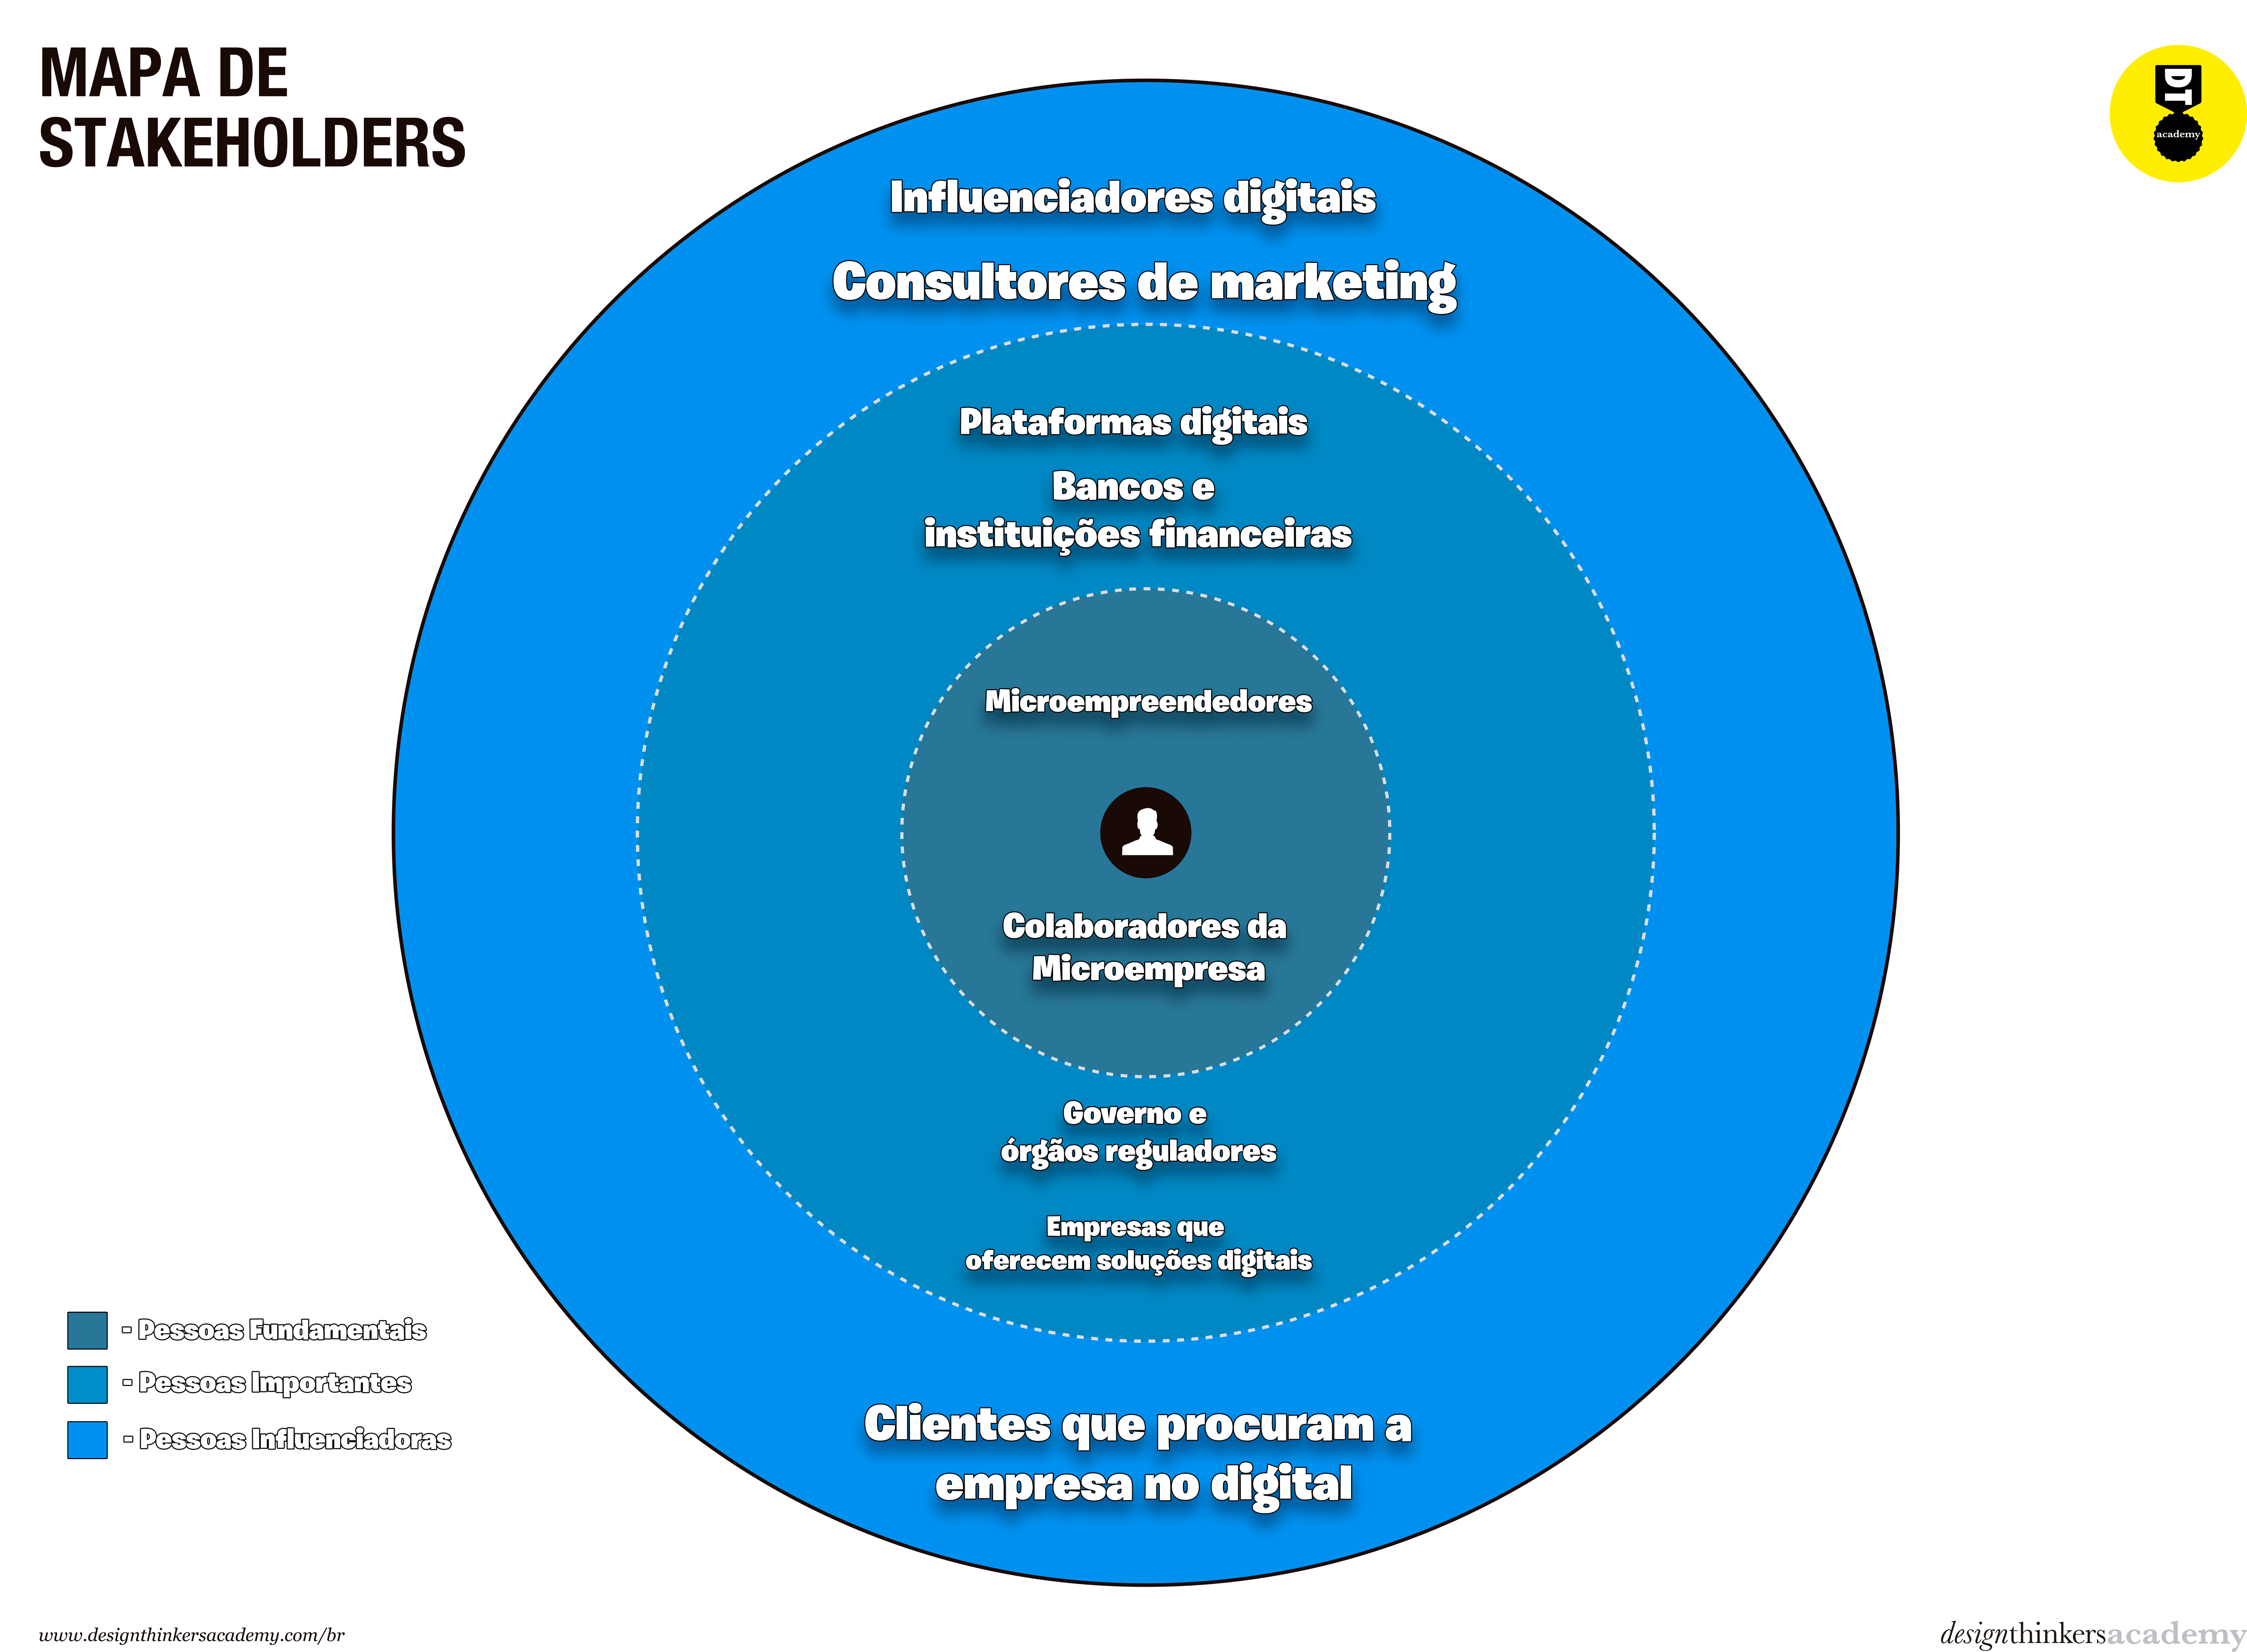 MAPA DE
STAKEHOLDERS
DT
academy
Influenciadores digitais
Consultores de marketing
Plataformas digitais
Bancos e
instituições financeiras
Microempreendedores
Colaboradores da
Microempresa
Governo e
órgãos reguladores
Empresas que
oferecem soluções digitais
Clientes que procuram a
empresa no digital
- Pessoas Fundamentais
- Pessoas Importantes
- Pessoas Influenciadoras
www.designthinkersacademy.com/br
designthinkersacademy